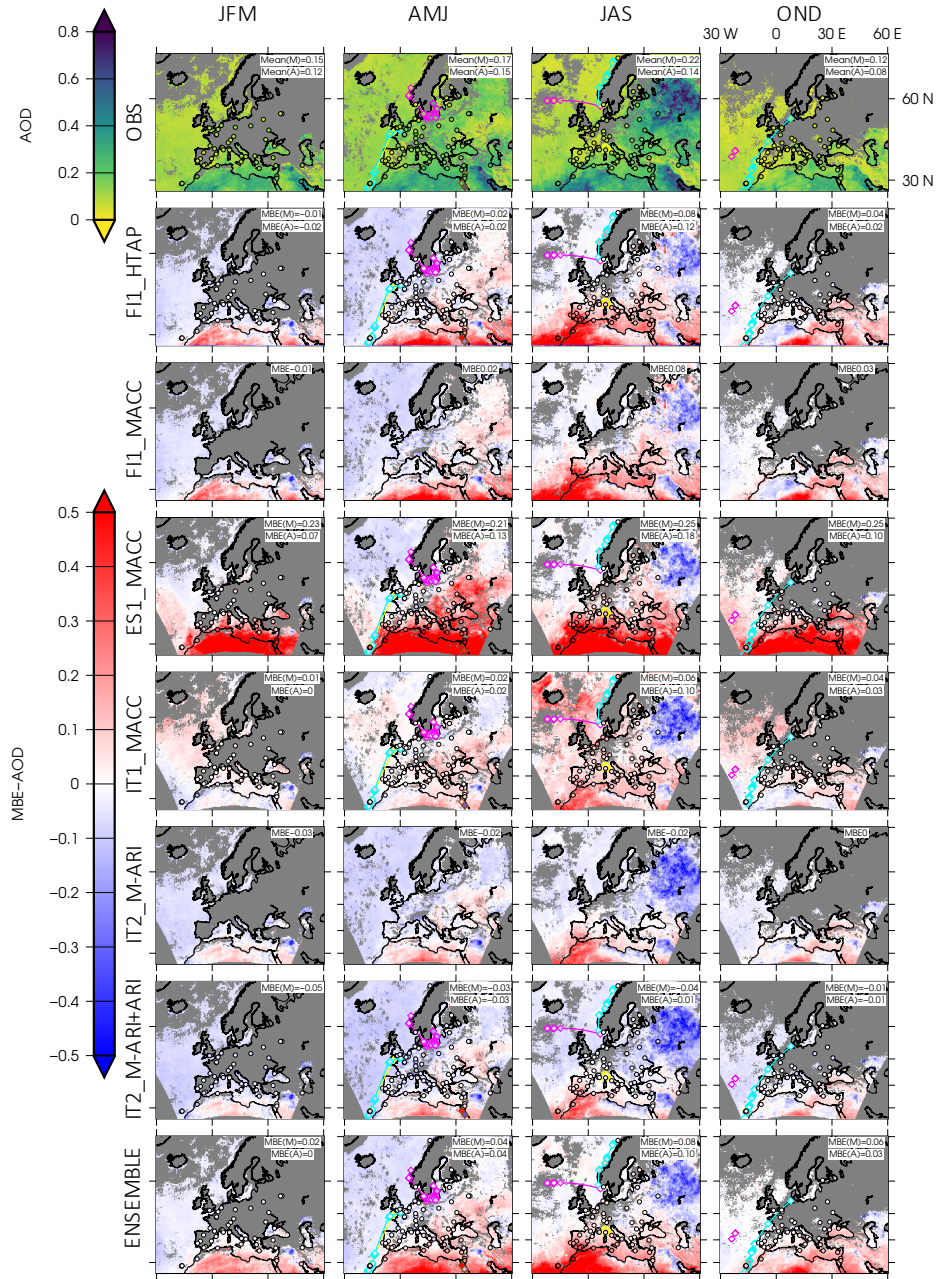 JFM AMJ JAS OND
30 W 0 30 E 60 E
0.8
0.6
0.4
0.2
0
AOD
OBS
Mean(M)=0.15
Mean(A)=0.12
Mean(M)=0.17
Mean(A)=0.15
Mean(M)=0.22
Mean(A)=0.14
Mean(M)=0.12
Mean(A)=0.08
60 N
30 N
FI1_HTAP
MBE(M)=−0.01
MBE(A)=−0.02
MBE(M)=0.02
MBE(A)=0.02
MBE(M)=0.08
MBE(A)=0.12
MBE(M)=0.04
MBE(A)=0.02
FI1_MACC
MBE−0.01
MBE0.02
MBE0.08
MBE0.03
0.5
0.4
0.3
0.2
0.1
0
−0.1
−0.2
−0.3
−0.4
−0.5
MBE−AOD
ES1_MACC
MBE(M)=0.23
MBE(A)=0.07
MBE(M)=0.21
MBE(A)=0.13
MBE(M)=0.25
MBE(A)=0.18
MBE(M)=0.25
MBE(A)=0.10
IT1_MACC
MBE(M)=0.01
MBE(A)=0
MBE(M)=0.02
MBE(A)=0.02
MBE(M)=0.06
MBE(A)=0.10
MBE(M)=0.04
MBE(A)=0.03
IT2_M-ARI
MBE−0.03
MBE−0.02
MBE−0.02
MBE0
IT2_M-ARI+ARI
MBE(M)=−0.05
MBE(M)=−0.03
MBE(A)=−0.03
MBE(M)=−0.04
MBE(A)=0.01
MBE(M)=−0.01
MBE(A)=−0.01
ENSEMBLE
MBE(M)=0.02
MBE(A)=0
MBE(M)=0.04
MBE(A)=0.04
MBE(M)=0.08
MBE(A)=0.10
MBE(M)=0.06
MBE(A)=0.03